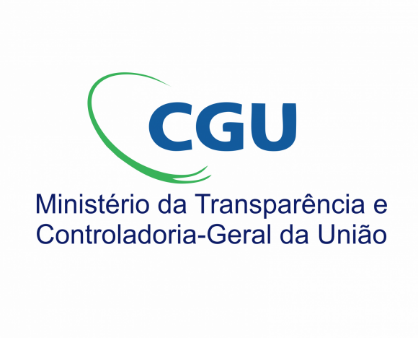 CGU
Ministério da Transparência e
Controladoria-Geral da União